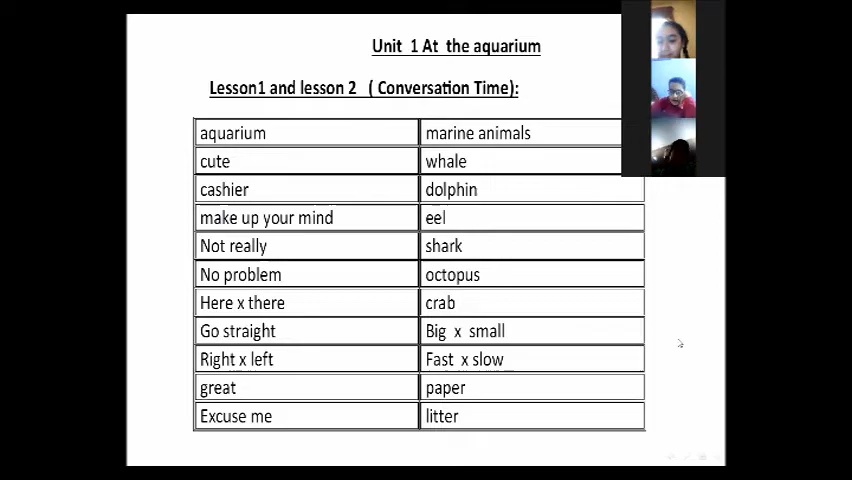 Unit 1 At the aquarium
Lesson1 and lesson 2 ( Conversation Time):
aquarium marine animals
cute whale
cashier dolphin
make up your mind eel
Not really shark
No problem octopus
Here x there crab
Go straight Big x small
Right x left Fast x slow
great paper
Excuse me litter